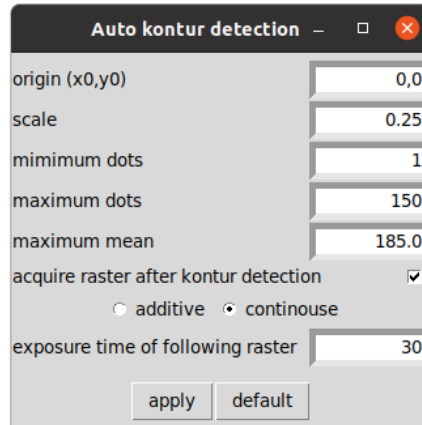 Auto kontur detection
origin (x0,y0) 0,0
scale 0.25
mimimum dots 1
maximum dots 150
maximum mean 185.0
acquire raster after kontur detection
additive continouse
exposure time of following raster 30
apply default